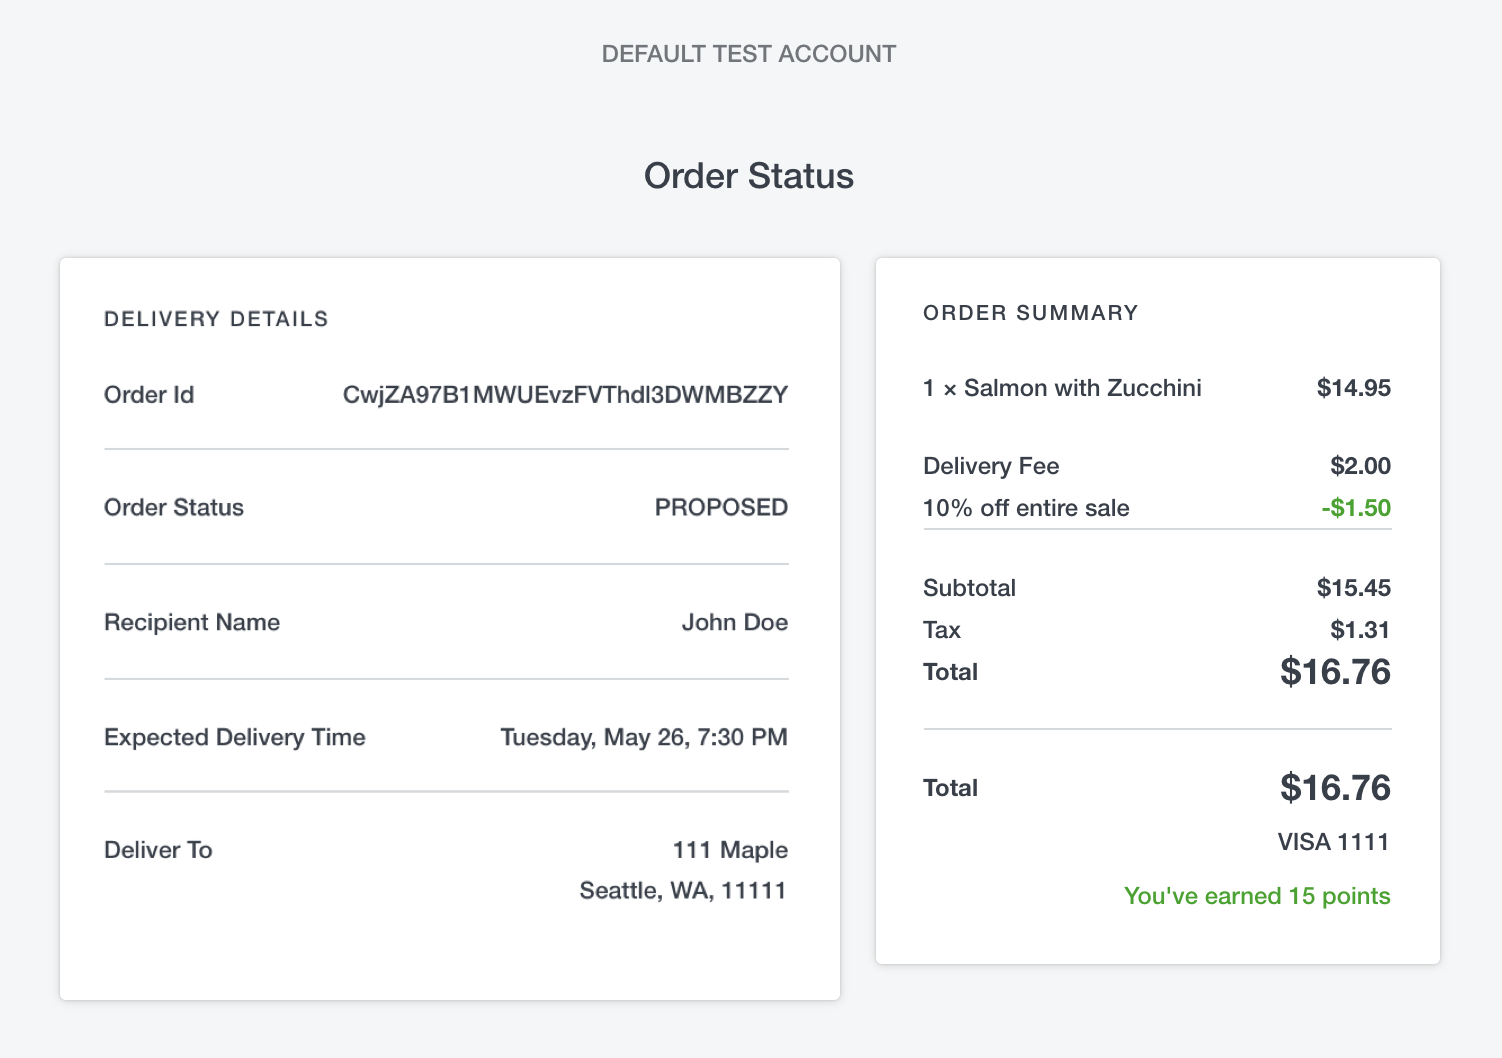 DEFAULT TEST ACCOUNT
Order Status
DELIVERY DETAILS
Order Id CwjZA97B1MWUEvzFVThdI3DWMBZZY
Order Status PROPOSED
Recipient Name John Doe
Expected Delivery Time Tuesday, May 26, 7:30 PM
Deliver To 111 Maple
Seattle, WA, 11111
ORDER SUMMARY
1 × Salmon with Zucchini $14.95
Delivery Fee $2.00
10% off entire sale -$1.50
Subtotal $15.45
Tax $1.31
Total $16.76
Total $16.76
VISA 1111
You've earned 15 points